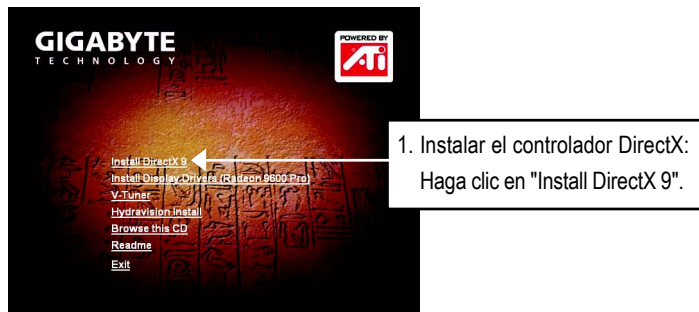 GIGABYTE
TECHNOLOGY
POWERED BY
ATi
Install DirectX 9
Install Display Drivers (Radeon 9600 Pro)
V-Tuner
Hydravision Install
Browse this CD
Readme
Exit
1. Instalar el controlador DirectX:
Haga clic en "Install DirectX 9".